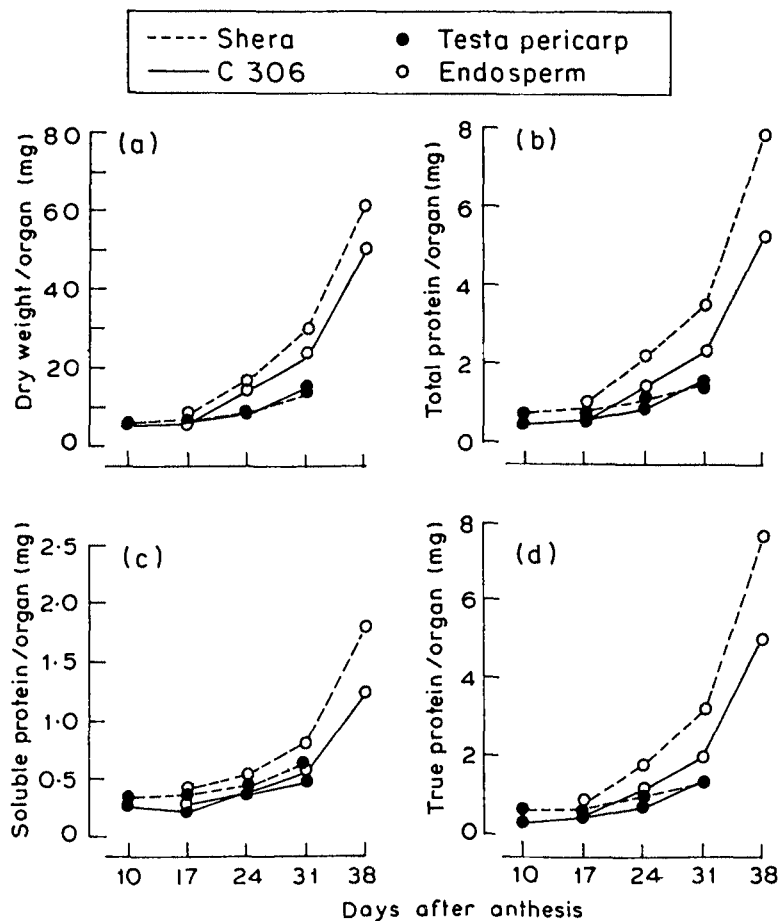 Shera
C 306
Testa pericarp
Endosperm
(a)
Dry weight/organ (mg)
80
60
40
20
0
(b)
Total protein/organ (mg)
8
6
4
2
0
(c)
Soluble protein/organ (mg)
2·5
2·0
1·5
1·0
0·5
0
(d)
True protein/organ (mg)
8
6
4
2
0
10 17 24 31 38
10 17 24 31 38
Days after anthesis